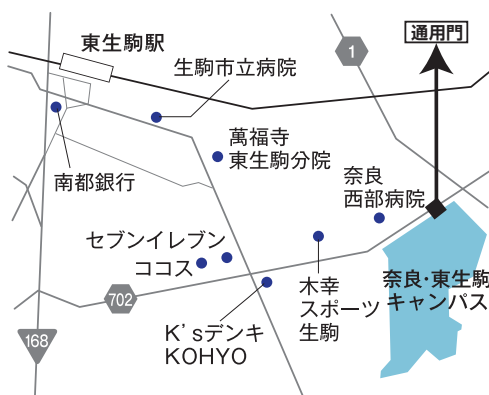 東生駒駅
1
通用門
生駒市立病院
萬福寺
東生駒分院
南都銀行
奈良
西部病院
セブンイレブン
ココス
702
168
K'sデンキ
KOHYO
木幸
スポーツ
生駒
奈良・東生駒
キャンパス